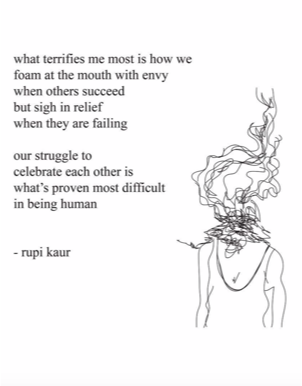 what terrifies me most is how we
foam at the mouth with envy
when others succeed
but sigh in relief
when they are failing
our struggle to
celebrate each other is
what's proven most difficult
in being human
- rupi kaur